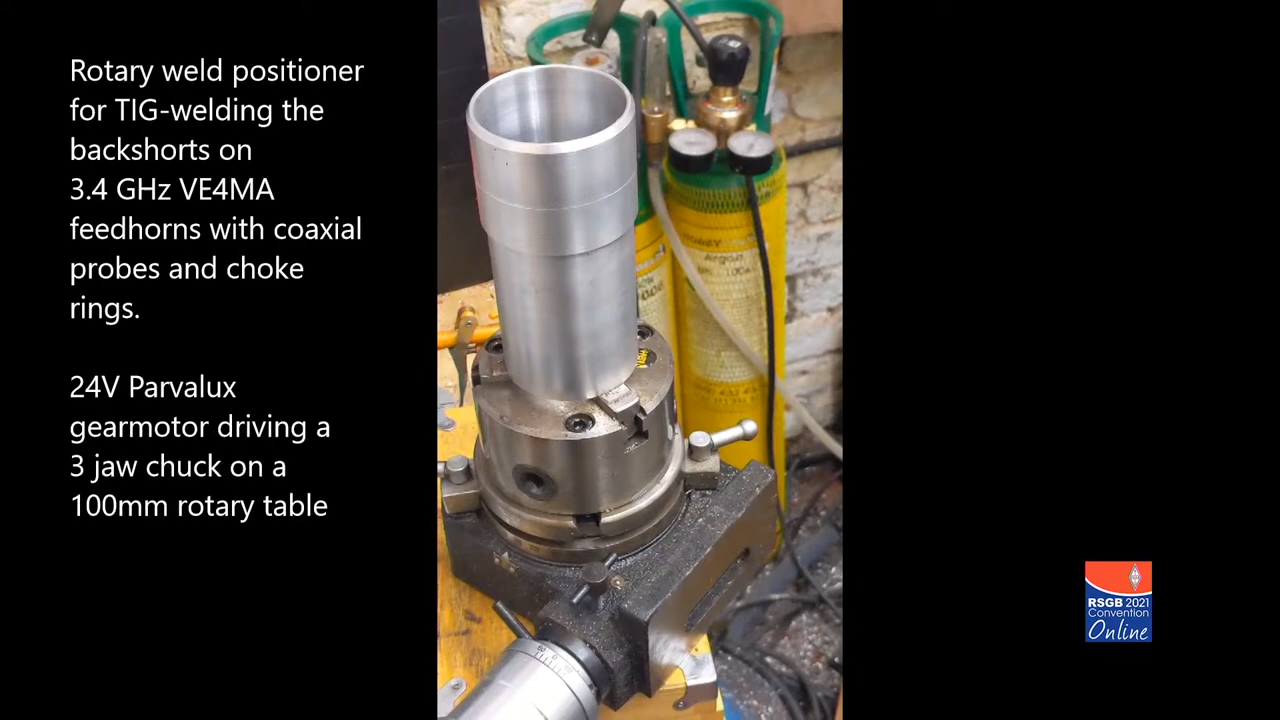 Rotary weld positioner
for TIG-welding the
backshorts on
3.4 GHz VE4MA
feedhorns with coaxial
probes and choke
rings.
24V Parvalux
gearmotor driving a
3 jaw chuck on a
100mm rotary table
Argon
RSGB 2021
Convention
Online